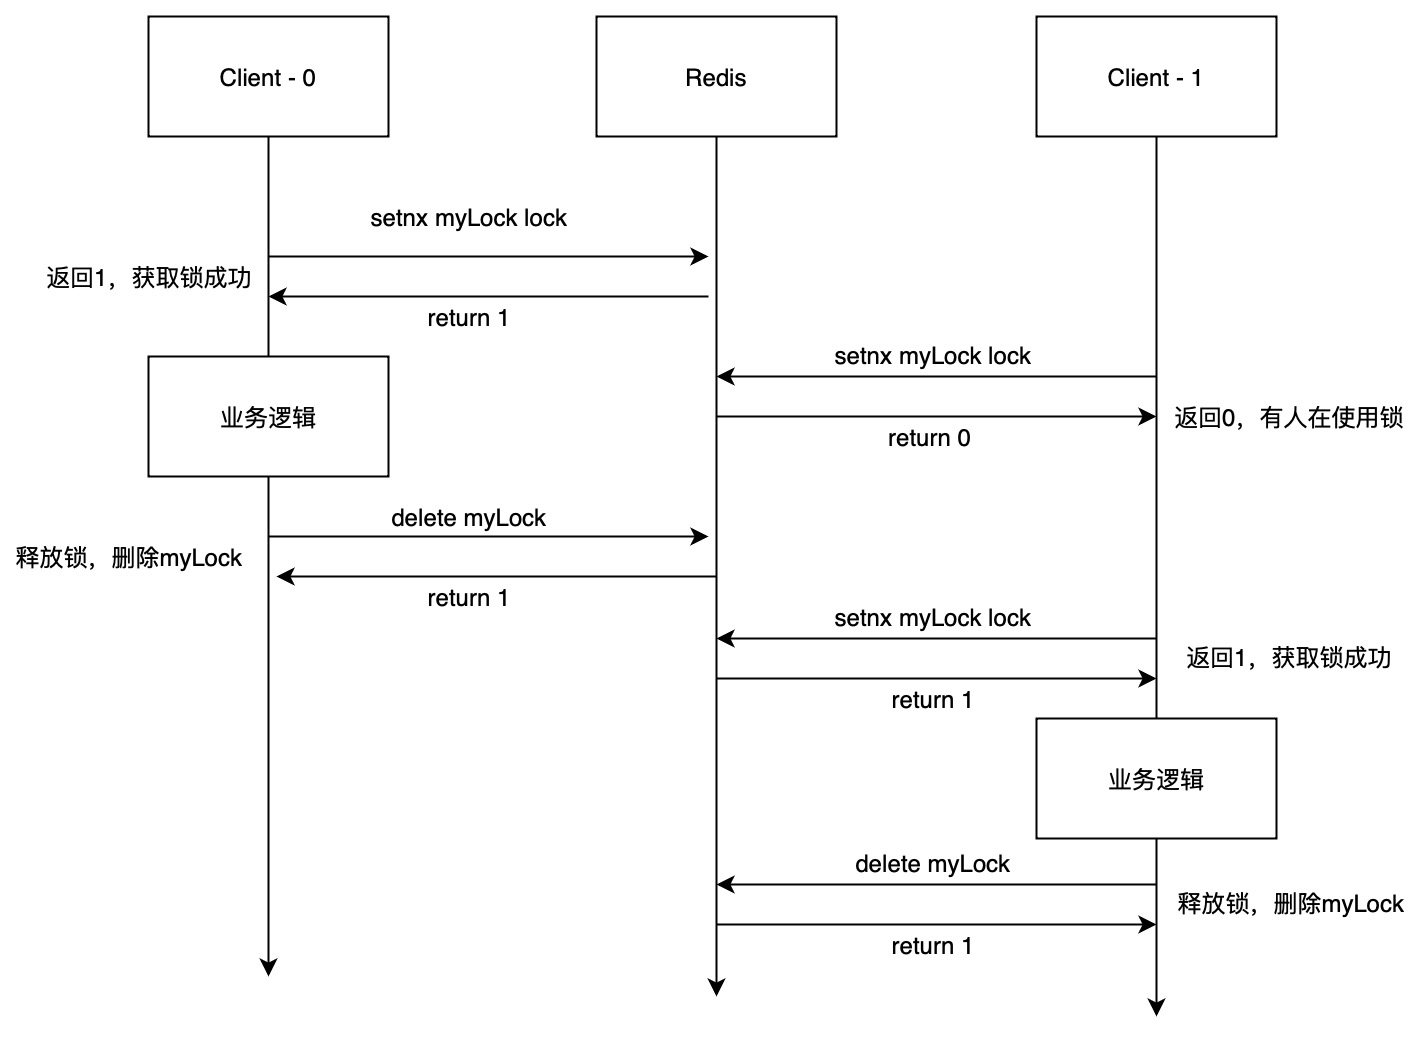 Client - 0
Redis
Client - 1
setnx myLock lock
返回1，获取锁成功
return 1
setnx myLock lock
业务逻辑
返回0，有人在使用锁
return 0
delete myLock
释放锁，删除myLock
return 1
setnx myLock lock
返回1，获取锁成功
return 1
业务逻辑
delete myLock
释放锁，删除myLock
return 1